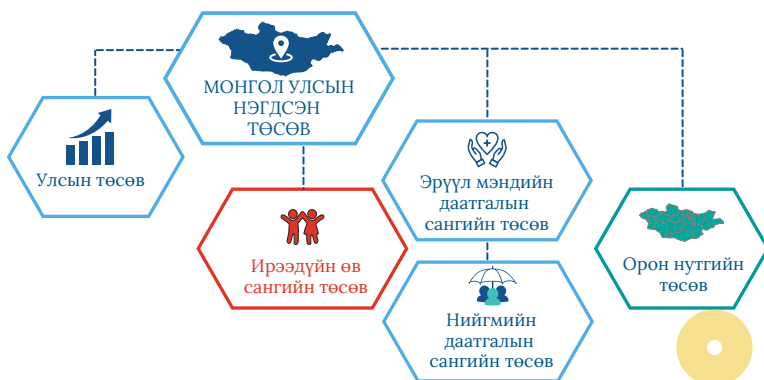 МОНГОЛ УЛСЫН
НЭГДСЭН
ТӨСӨВ
Улсын төсөв
Ирээдүйн өв
сангийн төсөв
Эрүүл мэндийн
даатгалын
сангийн төсөв
Нийгмийн
даатгалын
сангийн төсөв
Орон нутгийн
төсөв